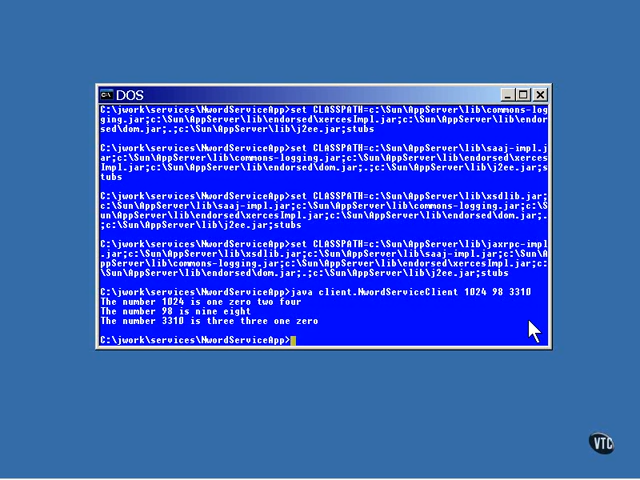 DOS
C:\jwork\services\NwordServiceApp>set CLASSPATH=c:\Sun\AppServer\lib\commons-log
ging.jar;c:\Sun\AppServer\lib\endorsed\xercesImpl.jar;c:\Sun\AppServer\lib\endor
sed\dom.jar;.;c:\Sun\AppServer\lib\j2ee.jar;stubs
C:\jwork\services\NwordServiceApp>set CLASSPATH=c:\Sun\AppServer\lib\saaj-impl.j
ar;c:\Sun\AppServer\lib\commons-logging.jar;c:\Sun\AppServer\lib\endorsed\xerces
Impl.jar;c:\Sun\AppServer\lib\endorsed\dom.jar;.;c:\Sun\AppServer\lib\j2ee.jar;s
tubs
C:\jwork\services\NwordServiceApp>set CLASSPATH=c:\Sun\AppServer\lib\xsdlib.jar;
c:\Sun\AppServer\lib\saaj-impl.jar;c:\Sun\AppServer\lib\commons-logging.jar;c:\S
un\AppServer\lib\endorsed\xercesImpl.jar;c:\Sun\AppServer\lib\endorsed\dom.jar;.
;c:\Sun\AppServer\lib\j2ee.jar;stubs
C:\jwork\services\NwordServiceApp>set CLASSPATH=c:\Sun\AppServer\lib\jaxrpc-impl
.jar;c:\Sun\AppServer\lib\xsdlib.jar;c:\Sun\AppServer\lib\saaj-impl.jar;c:\Sun\A
ppServer\lib\commons-logging.jar;c:\Sun\AppServer\lib\endorsed\xercesImpl.jar;c:
\Sun\AppServer\lib\endorsed\dom.jar;.;c:\Sun\AppServer\lib\j2ee.jar;stubs
C:\jwork\services\NwordServiceApp>java client.NwordServiceClient 1024 98 3310
The number 1024 is one zero two four
The number 98 is nine eight
The number 3310 is three three one zero
C:\jwork\services\NwordServiceApp>
VTC